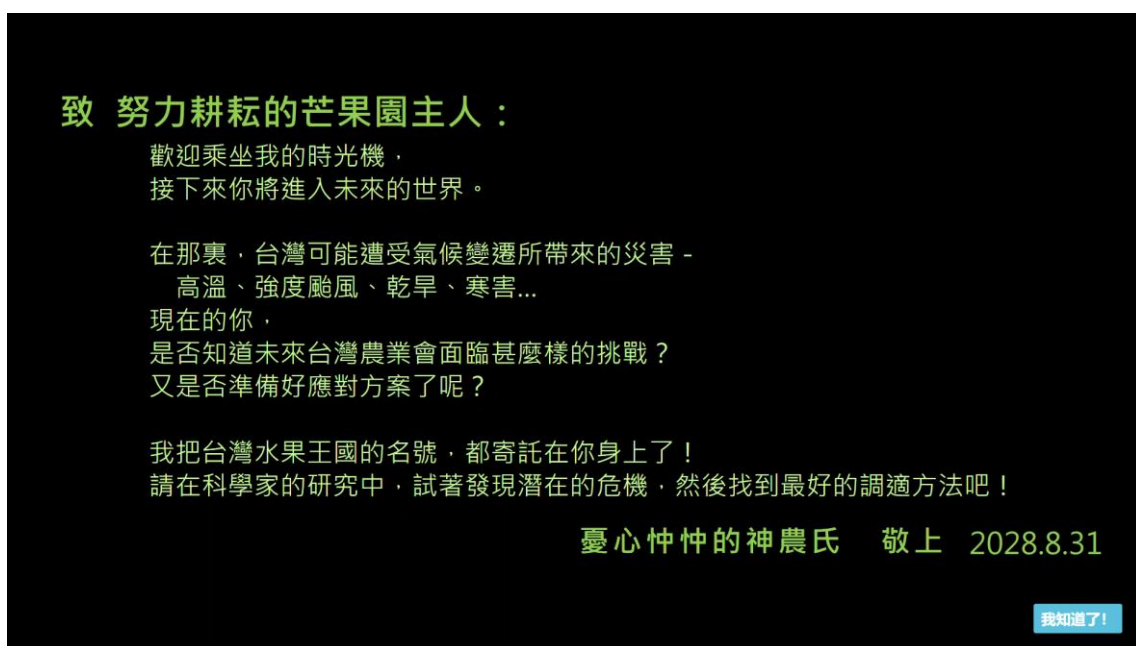 致 努力耕耘的芒果園主人：
歡迎乘坐我的時光機，
接下來你將進入未來的世界。
在那裏，台灣可能遭受氣候變遷所帶來的災害 -
高溫、強度颱風、乾旱、寒害...
現在的你，
是否知道未來台灣農業會面臨甚麼樣的挑戰？
又是否準備好應對方案了呢？
我把台灣水果王國的名號，都寄託在你身上了！
請在科學家的研究中，試著發現潛在的危機，然後找到最好的調適方法吧！
憂心忡忡的神農氏 敬上 2028.8.31
我知道了!